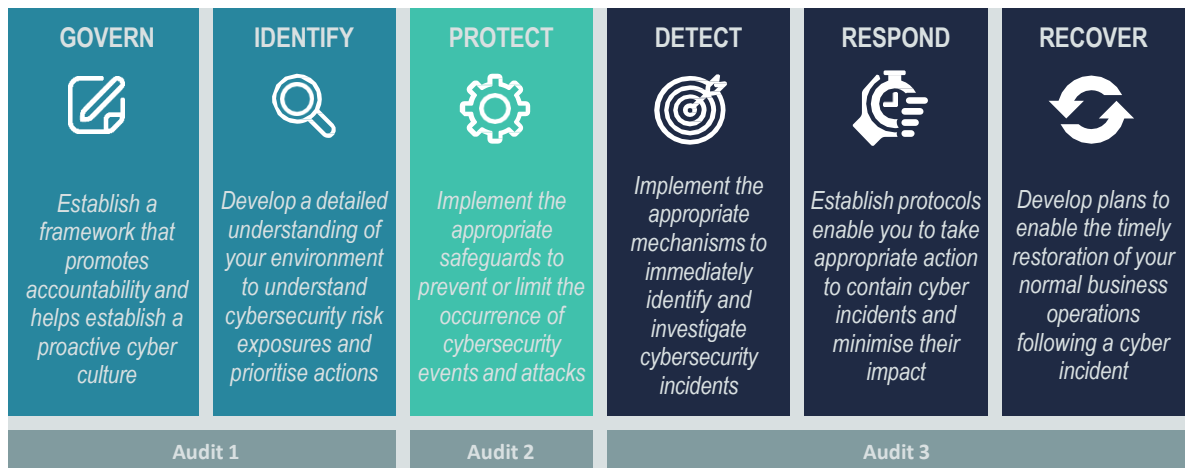 GOVERN
Establish a
framework that
promotes
accountability and
helps establish a
proactive cyber
culture
IDENTIFY
Develop a detailed
understanding of
your environment
to understand
cybersecurity risk
exposures and
prioritise actions
PROTECT
Implement the
appropriate
safeguards to
prevent or limit the
occurrence of
cybersecurity
events and attacks
DETECT
Implement the
appropriate
mechanisms to
immediately
identify and
investigate
cybersecurity
incidents
RESPOND
Establish protocols
enable you to take
appropriate action
to contain cyber
incidents and
minimise their
impact
RECOVER
Develop plans to
enable the timely
restoration of your
normal business
operations
following a cyber
incident
Audit 1
Audit 2
Audit 3